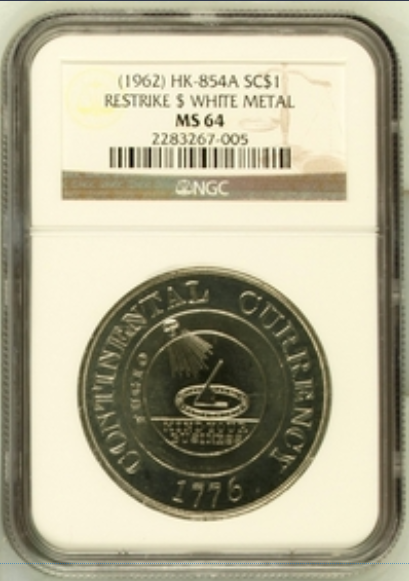 (1962) HK-854A SC$1
RESTRIKE $ WHITE METAL
MS 64
2283267-005
NGC
CONTINENTAL CURRENCY
FUGIO
MIND YOUR
BUSINESS
1776